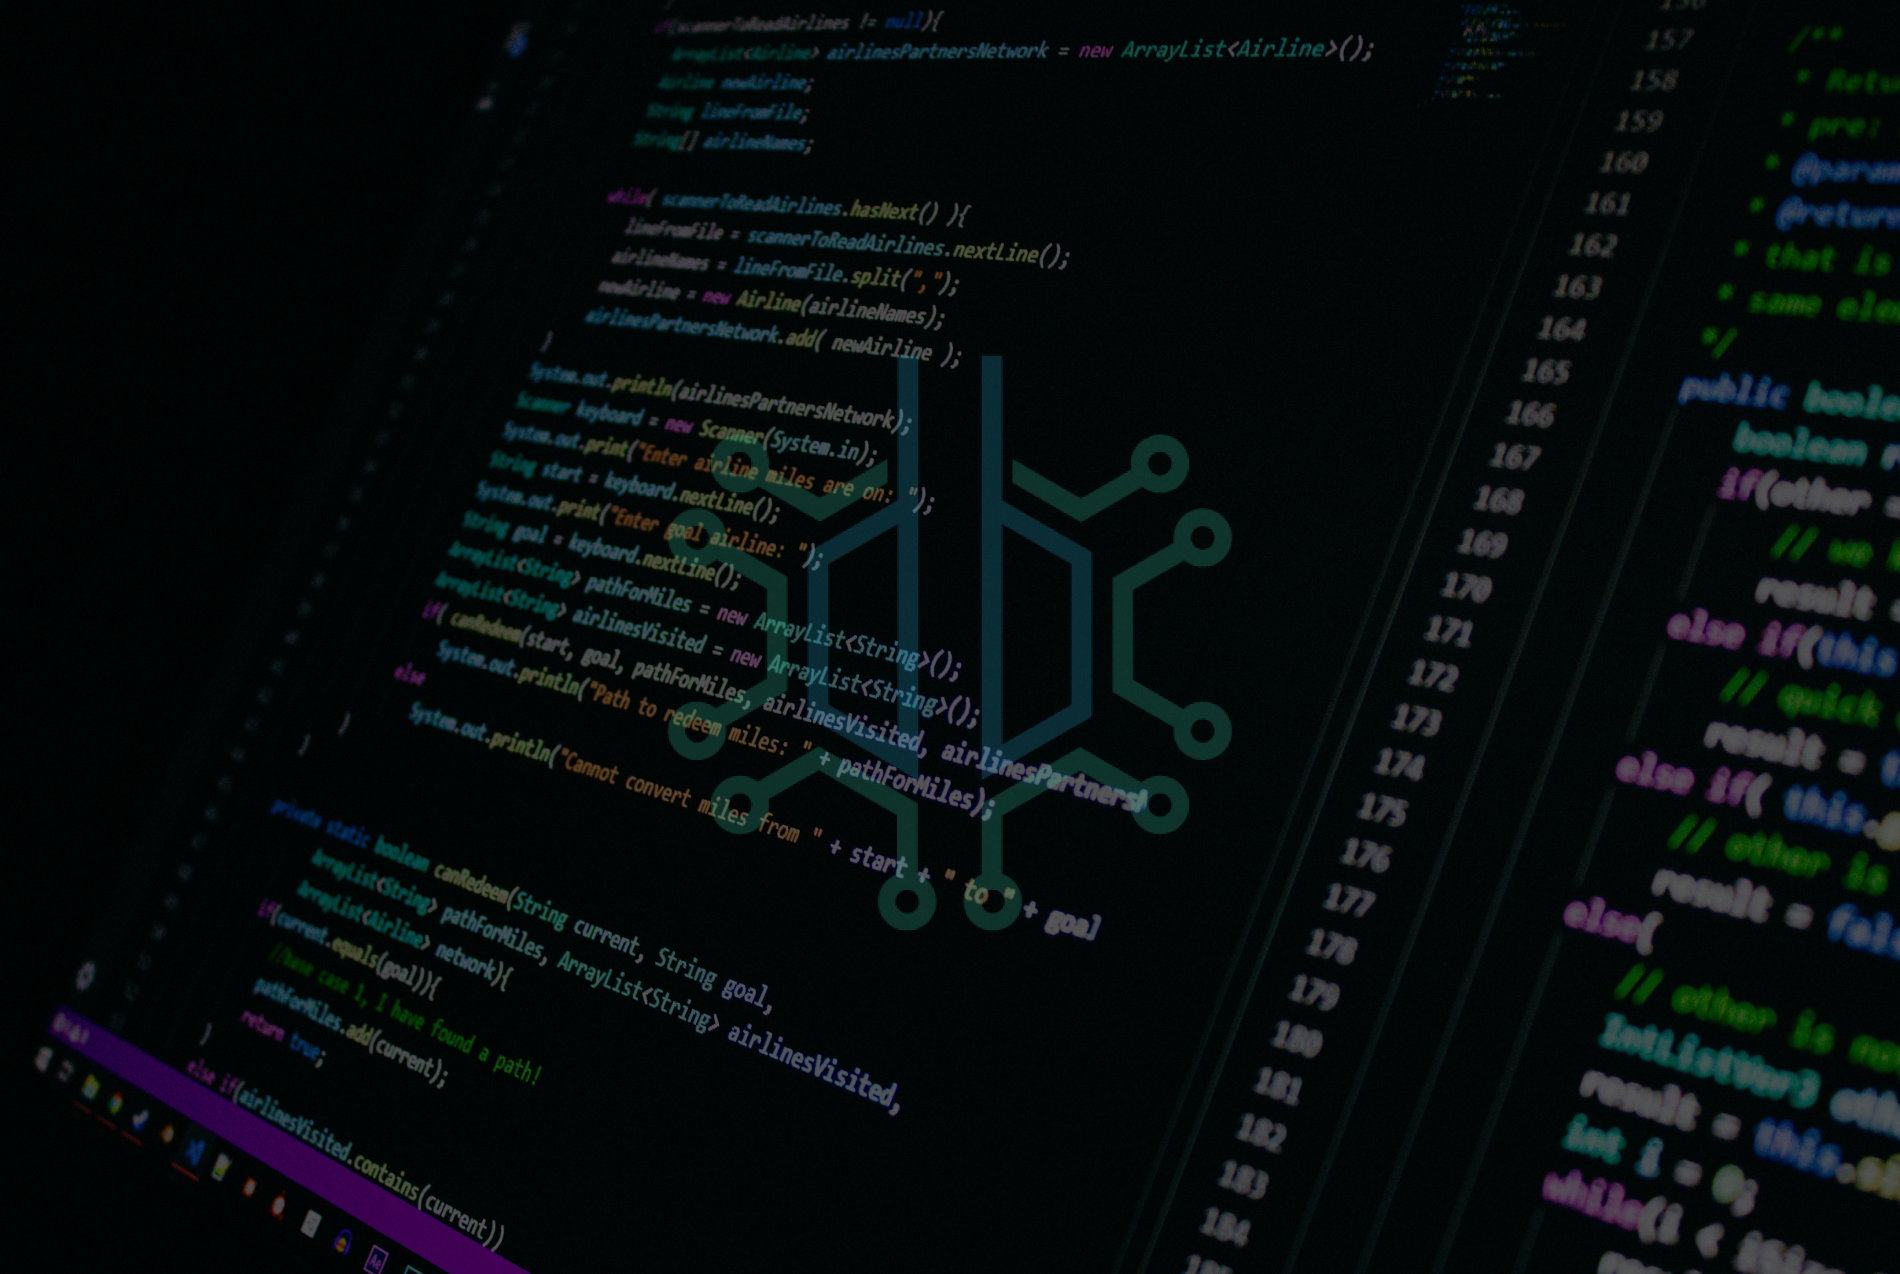 if(scannerToReadAirlines != null){
ArrayList<Airline> airlinesPartnersNetwork = new ArrayList<Airline>();
Airline newAirline;
String lineFromFile;
String[] airlineNames;
while( scannerToReadAirlines.hasNext() ){
lineFromFile = scannerToReadAirlines.nextLine();
airlineNames = lineFromFile.split(",");
newAirline = new Airline(airlineNames);
airlinesPartnersNetwork.add( newAirline );
}
System.out.println(airlinesPartnersNetwork);
Scanner keyboard = new Scanner(System.in);
System.out.print("Enter airline miles are on: ");
String start = keyboard.nextLine();
System.out.print("Enter goal airline: ");
String goal = keyboard.nextLine();
ArrayList<String> pathForMiles = new ArrayList<String>();
ArrayList<String> airlinesVisited = new ArrayList<String>();
if( canRedeem(start, goal, pathForMiles, airlinesVisited, airlinesPartnersN
System.out.println("Path to redeem miles: " + pathForMiles);
else
System.out.println("Cannot convert miles from " + start + " to " + goal
}
}
private static boolean canRedeem(String current, String goal,
ArrayList<String> pathForMiles, ArrayList<String> airlinesVisited,
ArrayList<Airline> network){
if(current.equals(goal)){
//base case 1, I have found a path!
pathForMiles.add(current);
return true;
}
else if(airlinesVisited.contains(current))
157
158
159
160
161
162
163
164
165
166
167
168
169
170
171
172
173
174
175
176
177
178
179
180
181
182
183
184
/**
* Retu
* pre:
* @param
* @return
* that is
* same ele
*/
public boole
boolean r
if(other
// we
result
else if(this
// quick
result =
else if( this.
// other is
result = fals
else{
// other is no
IntListVer3 oth
result = this.
int i = 0;
while(i <